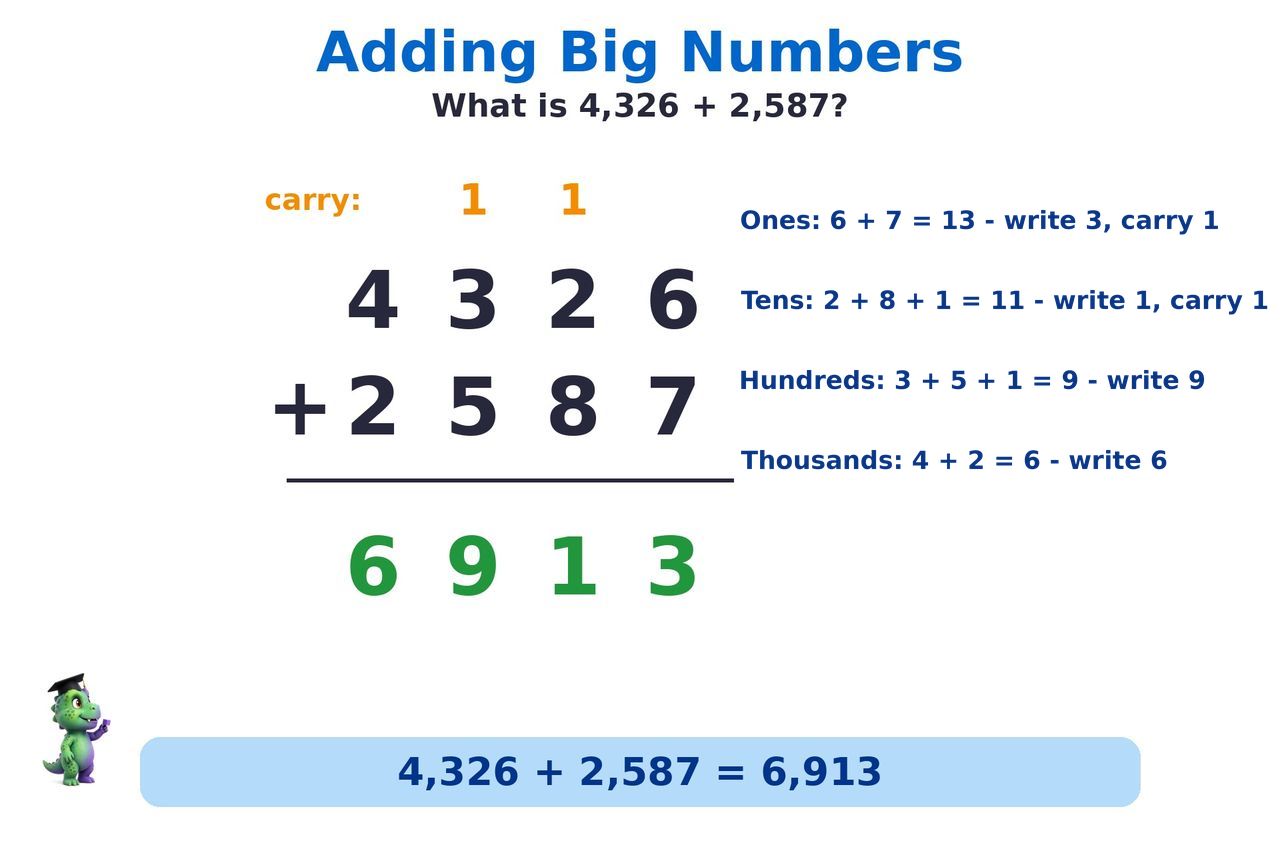 Adding Big Numbers
What is 4,326 + 2,587?
carry: 1 1
4 3 2 6
+ 2 5 8 7
6 9 1 3
Ones: 6 + 7 = 13 - write 3, carry 1
Tens: 2 + 8 + 1 = 11 - write 1, carry 1
Hundreds: 3 + 5 + 1 = 9 - write 9
Thousands: 4 + 2 = 6 - write 6
4,326 + 2,587 = 6,913